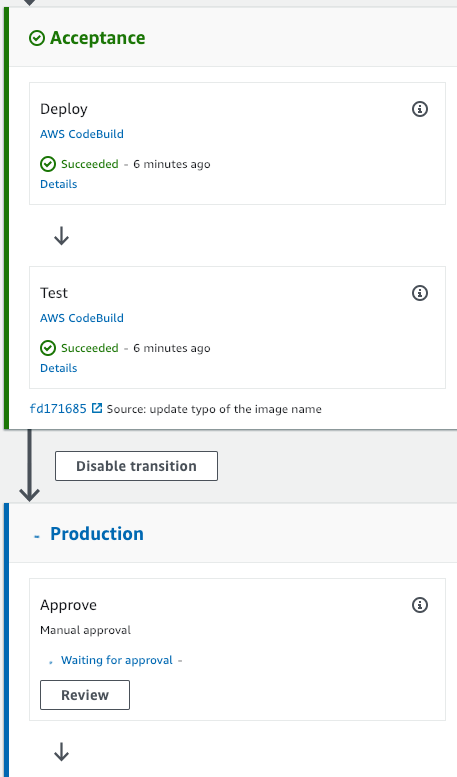 Acceptance
Deploy
AWS CodeBuild
Succeeded - 6 minutes ago
Details
Test
AWS CodeBuild
Succeeded - 6 minutes ago
Details
fd171685 Source: update typo of the image name
Disable transition
Production
Approve
Manual approval
Waiting for approval -
Review